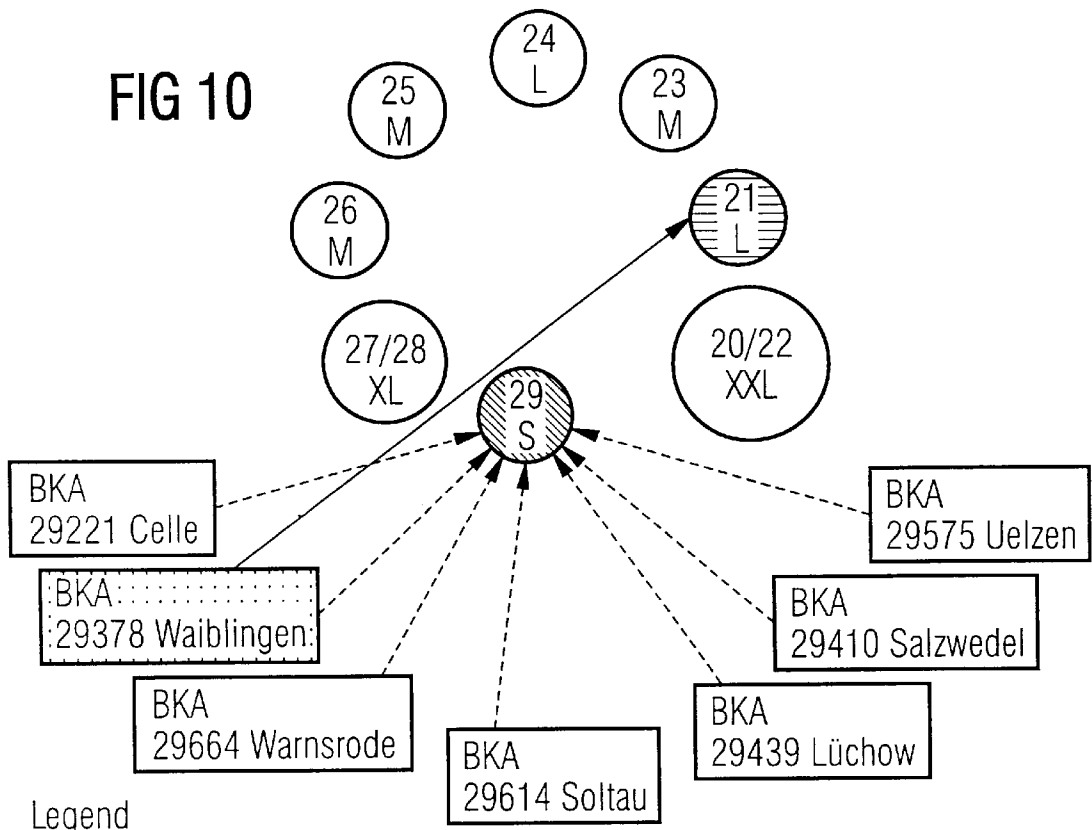 FIG 10
24
L
25
M
23
M
26
M
21
L
27/28
XL
20/22
XXL
29
S
BKA
29221 Celle
BKA
29575 Uelzen
BKA
29378 Waiblingen
BKA
29410 Salzwedel
BKA
29664 Warnsrode
BKA
29439 Lüchow
BKA
29614 Soltau
Legend